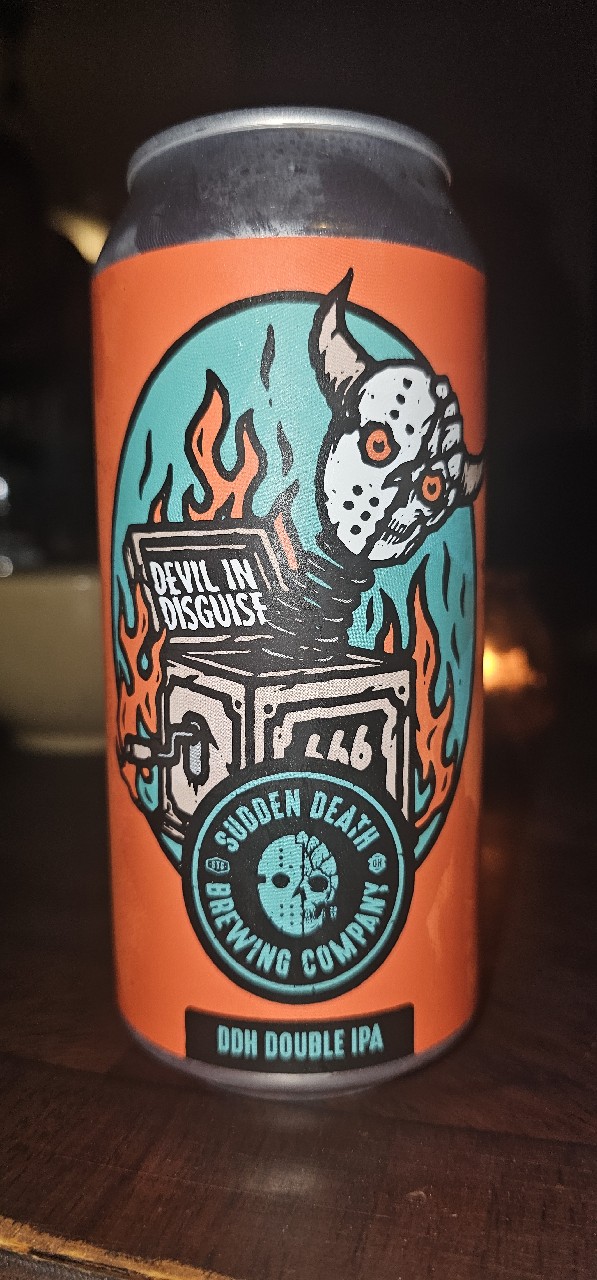 DEVIL IN
DISGUISE
666
SUDDEN DEATH
BREWING COMPANY
DDH DOUBLE IPA